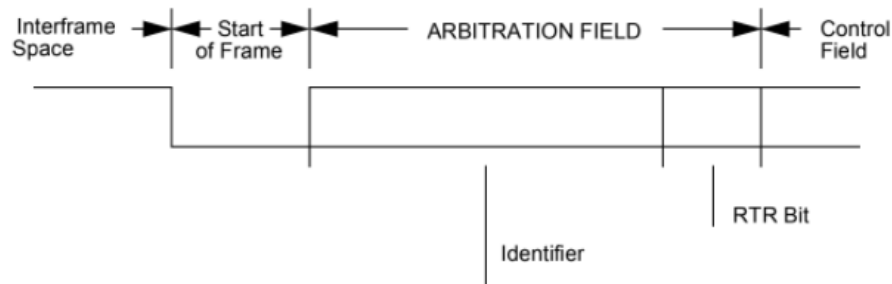 Interframe Space
Start of Frame
ARBITRATION FIELD
Control Field
RTR Bit
Identifier